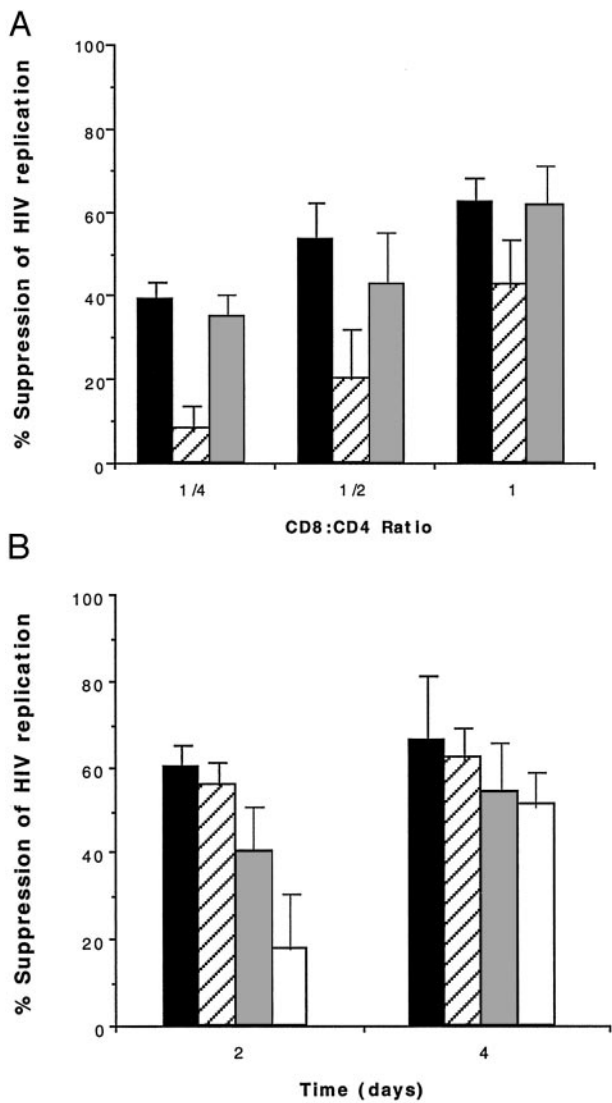 A
% Suppression of HIV replication
100
80
60
40
20
0
1/4 1/2 1
CD8:CD4 Ratio
B
% Suppression of HIV replication
100
80
60
40
20
0
2 4
Time (days)